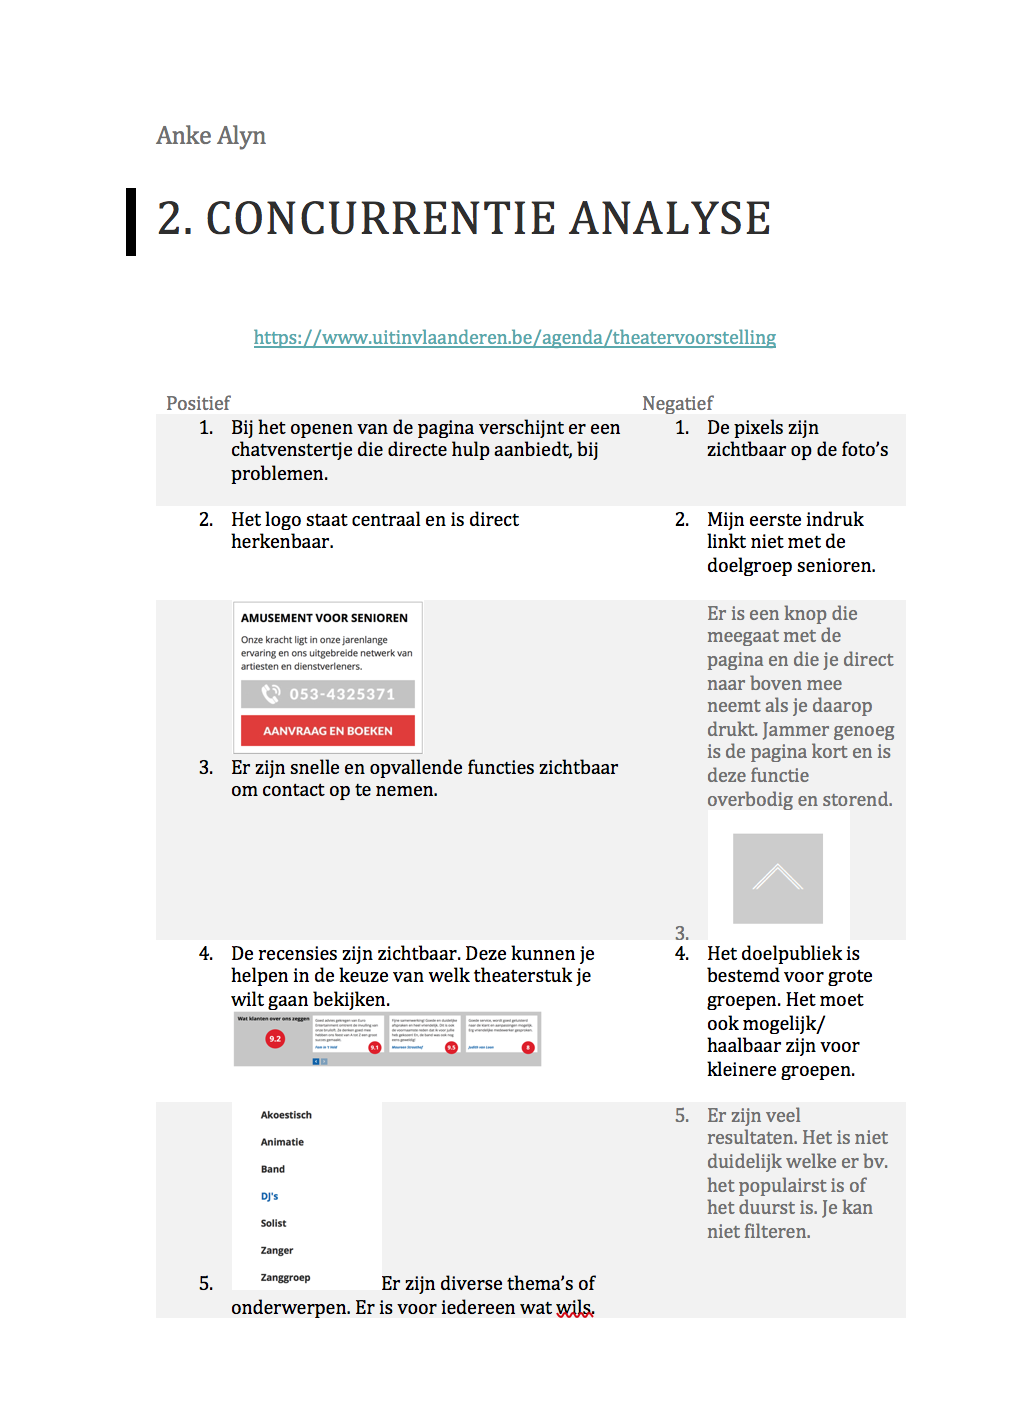 Anke Alyn
2. CONCURRENTIE ANALYSE
https://www.uitinvlaanderen.be/agenda/theatervoorstelling
Positief
Negatief
1. Bij het openen van de pagina verschijnt er een
chatvenstertje die directe hulp aanbiedt, bij
problemen.
1. De pixels zijn
zichtbaar op de foto’s
2. Het logo staat centraal en is direct
herkenbaar.
2. Mijn eerste indruk
linkt niet met de
doelgroep senioren.
AMUSEMENT VOOR SENIOREN
Onze kracht ligt in onze jarenlange
ervaring en ons uitgebreide netwerk van
artiesten en dienstverleners.
053-4325371
AANVRAAG EN BOEKEN
3. Er zijn snelle en opvallende functies zichtbaar
om contact op te nemen.
Er is een knop die
meegaat met de
pagina en die je direct
naar boven mee
neemt als je daarop
drukt. Jammer genoeg
is de pagina kort en is
deze functie
overbodig en storend.
3.
4. De recensies zijn zichtbaar. Deze kunnen je
helpen in de keuze van welk theaterstuk je
wilt gaan bekijken.
Wat klanten over ons zeggen
9.2
9.1
9.5
8
4. Het doelpubliek is
bestemd voor grote
groepen. Het moet
ook mogelijk/
haalbaar zijn voor
kleinere groepen.
Akoestisch
Animatie
Band
DJ's
Solist
Zanger
Zanggroep
5. Er zijn diverse thema’s of
onderwerpen. Er is voor iedereen wat wils.
5. Er zijn veel
resultaten. Het is niet
duidelijk welke er bv.
het populairst is of
het duurst is. Je kan
niet filteren.